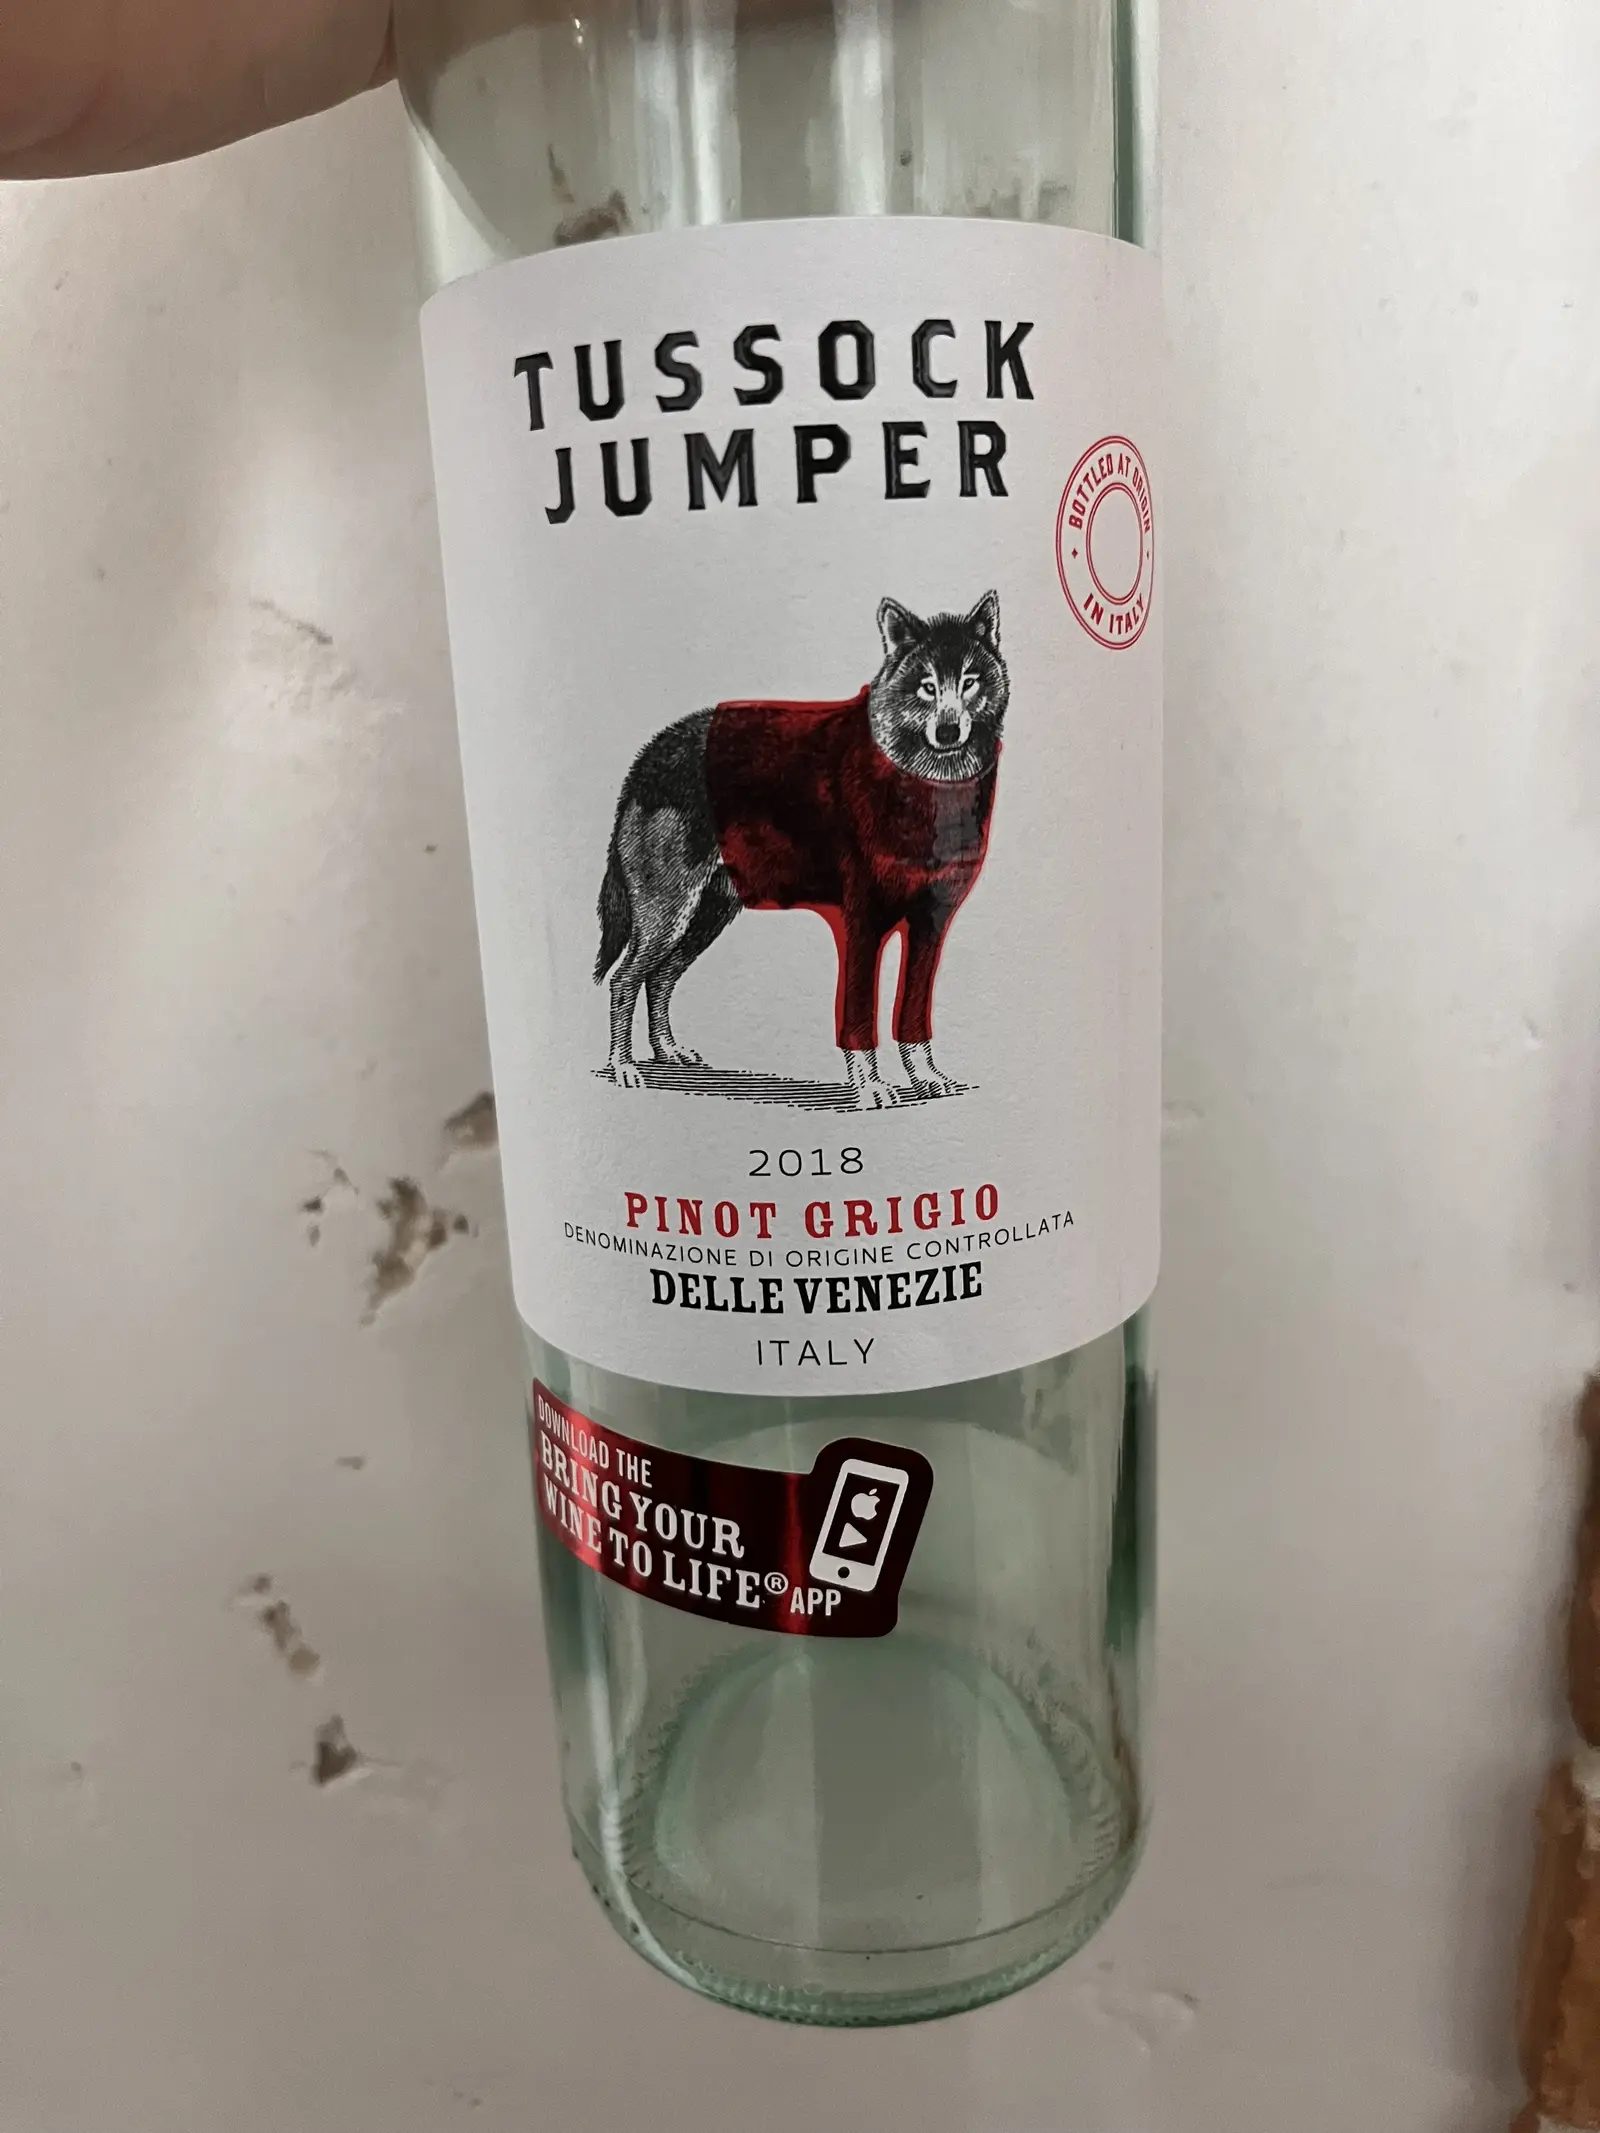 TUSSOCK
JUMPER
BOTTLED AT ORIGIN
IN ITALY
2018
PINOT GRIGIO
DENOMINAZIONE DI ORIGINE CONTROLLATA
DELLE VENEZIE
ITALY
DOWNLOAD THE
BRING YOUR
WINE TO LIFE® APP